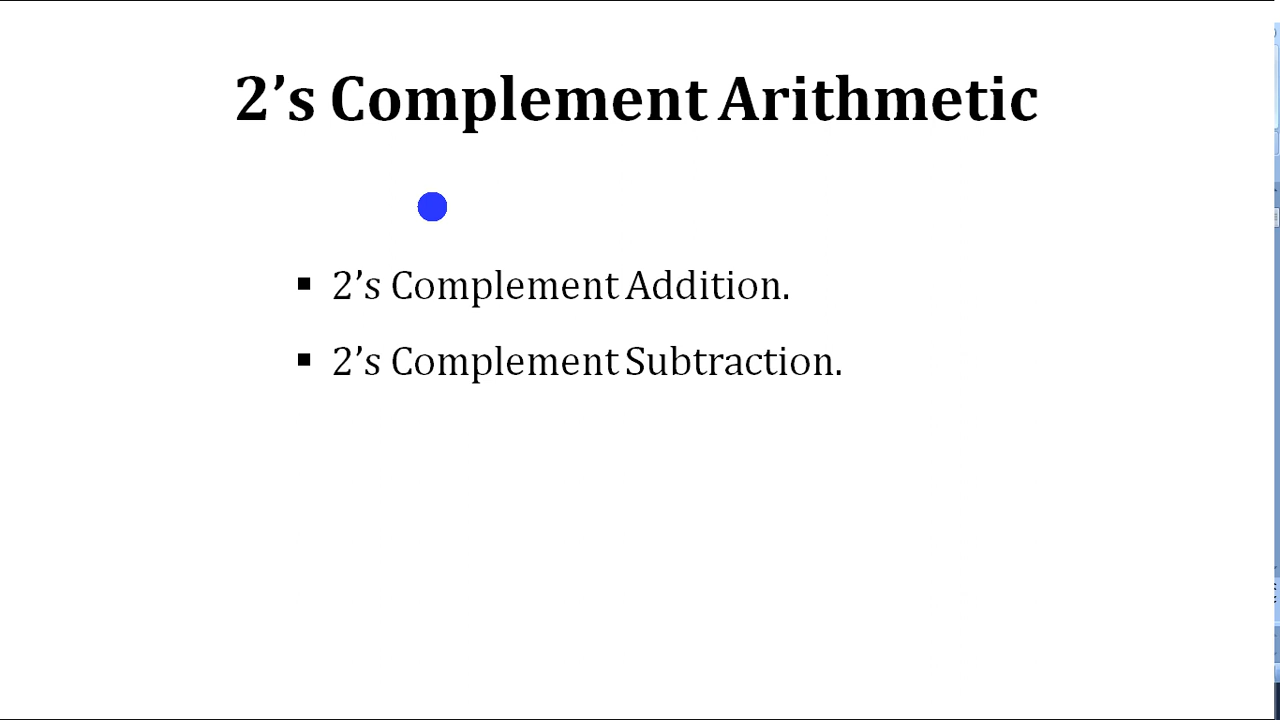 2’s Complement Arithmetic
▪ 2’s Complement Addition.
▪ 2’s Complement Subtraction.